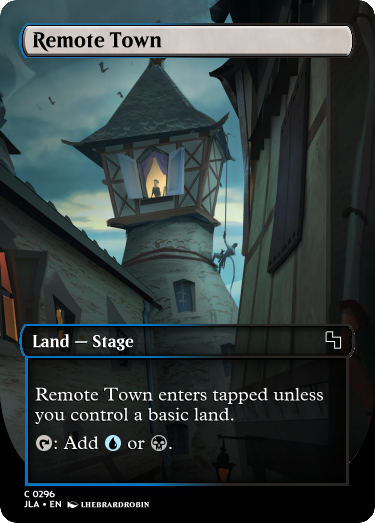 Remote Town
Land — Stage
Remote Town enters tapped unless
you control a basic land.
: Add or .
C 0296
JLA • EN LHEBRARDROBIN